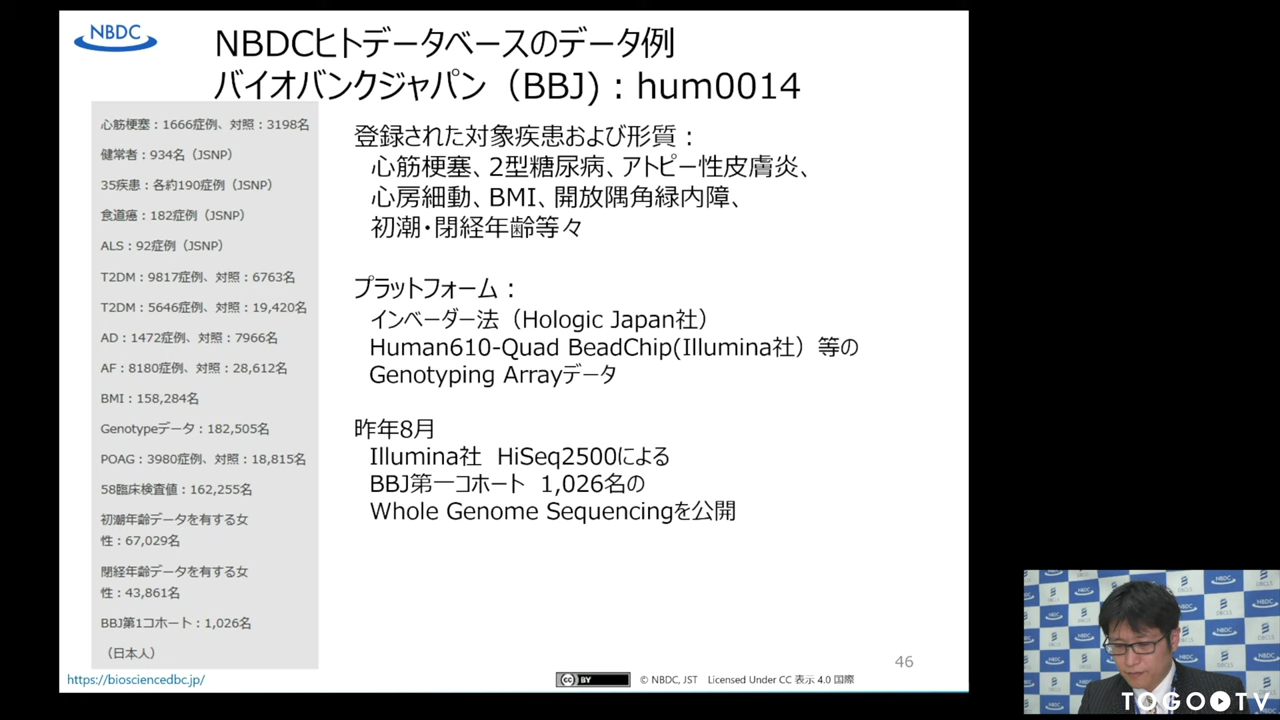 NBDC
NBDCヒトデータベースのデータ例
バイオバンクジャパン（BBJ）：hum0014
心筋梗塞：1666症例、対照：3198名
健常者：934名（JSNP）
35疾患：各約190症例（JSNP）
食道癌：182症例（JSNP）
ALS：92症例（JSNP）
T2DM：9817症例、対照：6763名
T2DM：5646症例、対照：19,420名
AD：1472症例、対照：7966名
AF：8180症例、対照：28,612名
BMI：158,284名
Genotypeデータ：182,505名
POAG：3980症例、対照：18,815名
58臨床検査値：162,255名
初潮年齢データを有する女
性：67,029名
閉経年齢データを有する女
性：43,861名
BBJ第1コホート：1,026名
（日本人）
登録された対象疾患および形質：
心筋梗塞、2型糖尿病、アトピー性皮膚炎、
心房細動、BMI、開放隅角緑内障、
初潮・閉経年齢等々
プラットフォーム：
インベーダー法（Hologic Japan社）
Human610-Quad BeadChip(Illumina社）等の
Genotyping Arrayデータ
昨年8月
Illumina社 HiSeq2500による
BBJ第一コホート 1,026名の
Whole Genome Sequencingを公開
46
https://biosciencedbc.jp/
CC BY
© NBDC, JST Licensed Under CC 表示 4.0 国際
TOGO TV